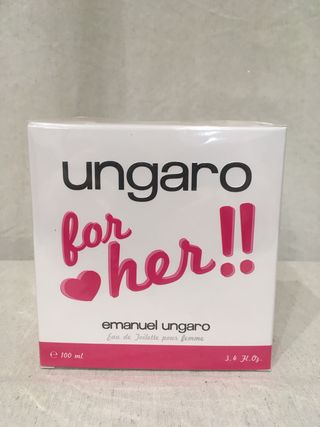 ungaro
for
her!!
emanuel ungaro
Eau de Toilette pour femme
℮ 100 ml 3.4 Fl.Oz.